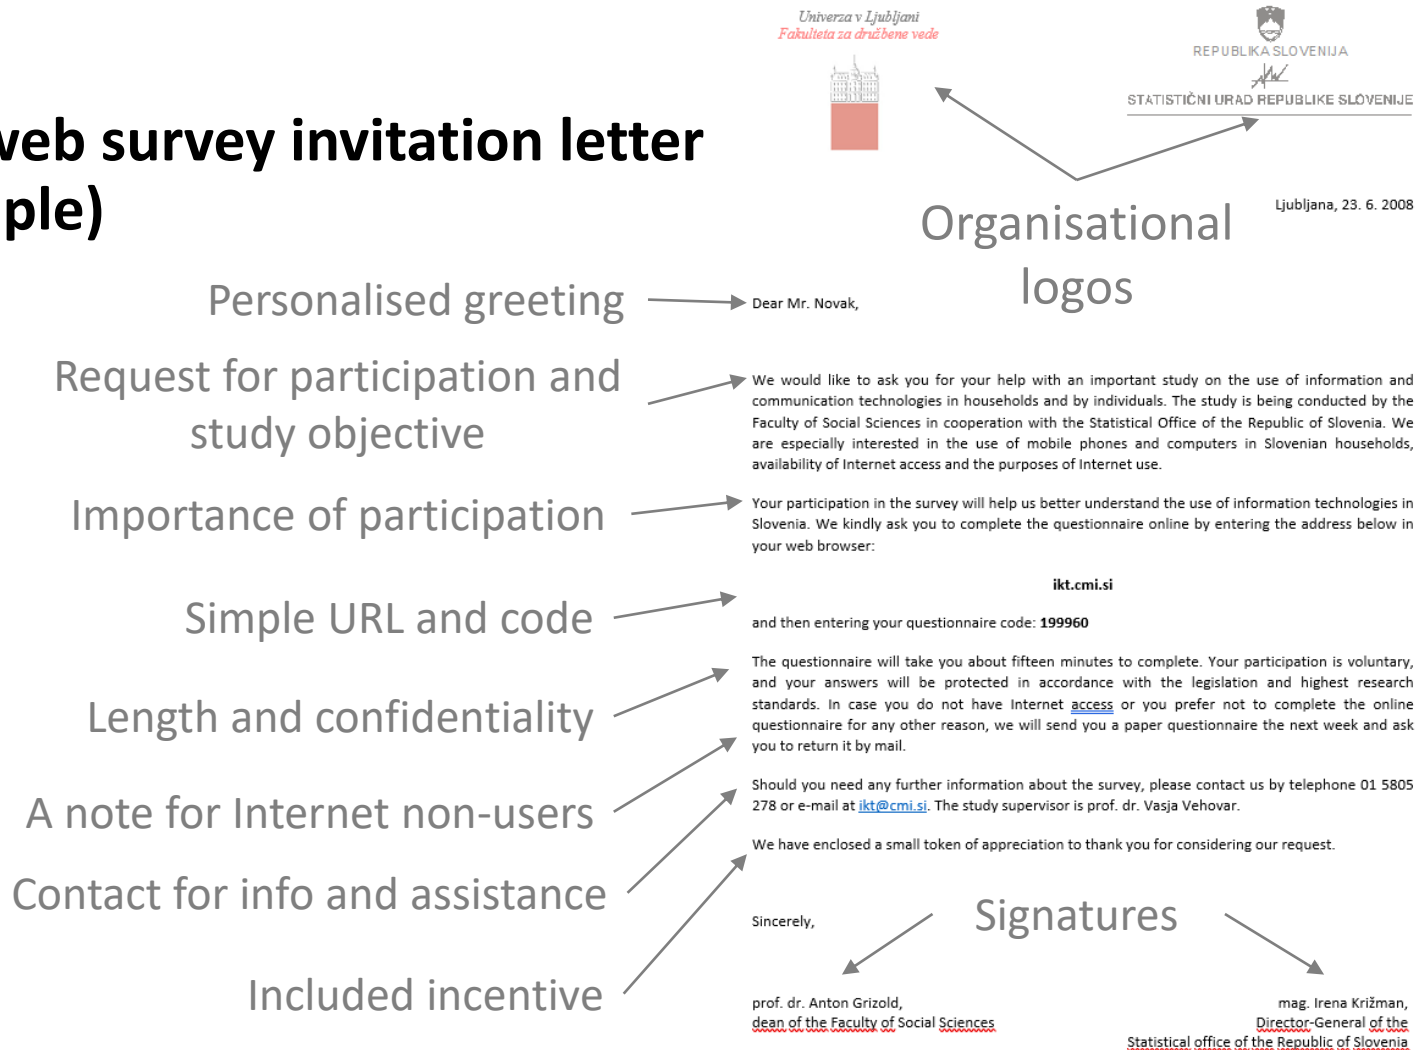 Univerza v Ljubljani
Fakulteta za družbene vede
REPUBLIKA SLOVENIJA
STATISTIČNI URAD REPUBLIKE SLOVENIJE
web survey invitation letter
ple)
Organisational
logos
Ljubljana, 23. 6. 2008
Personalised greeting
Dear Mr. Novak,
Request for participation and
study objective
We would like to ask you for your help with an important study on the use of information and
communication technologies in households and by individuals. The study is being conducted by the
Faculty of Social Sciences in cooperation with the Statistical Office of the Republic of Slovenia. We
are especially interested in the use of mobile phones and computers in Slovenian households,
availability of Internet access and the purposes of Internet use.
Importance of participation
Your participation in the survey will help us better understand the use of information technologies in
Slovenia. We kindly ask you to complete the questionnaire online by entering the address below in
your web browser:
Simple URL and code
ikt.cmi.si
and then entering your questionnaire code: 199960
Length and confidentiality
The questionnaire will take you about fifteen minutes to complete. Your participation is voluntary,
and your answers will be protected in accordance with the legislation and highest research
standards. In case you do not have Internet access or you prefer not to complete the online
questionnaire for any other reason, we will send you a paper questionnaire the next week and ask
you to return it by mail.
A note for Internet non-users
Contact for info and assistance
Should you need any further information about the survey, please contact us by telephone 01 5805
278 or e-mail at ikt@cmi.si. The study supervisor is prof. dr. Vasja Vehovar.
Included incentive
We have enclosed a small token of appreciation to thank you for considering our request.
Signatures
Sincerely,
prof. dr. Anton Grizold,
dean of the Faculty of Social Sciences
mag. Irena Križman,
Director-General of the
Statistical office of the Republic of Slovenia